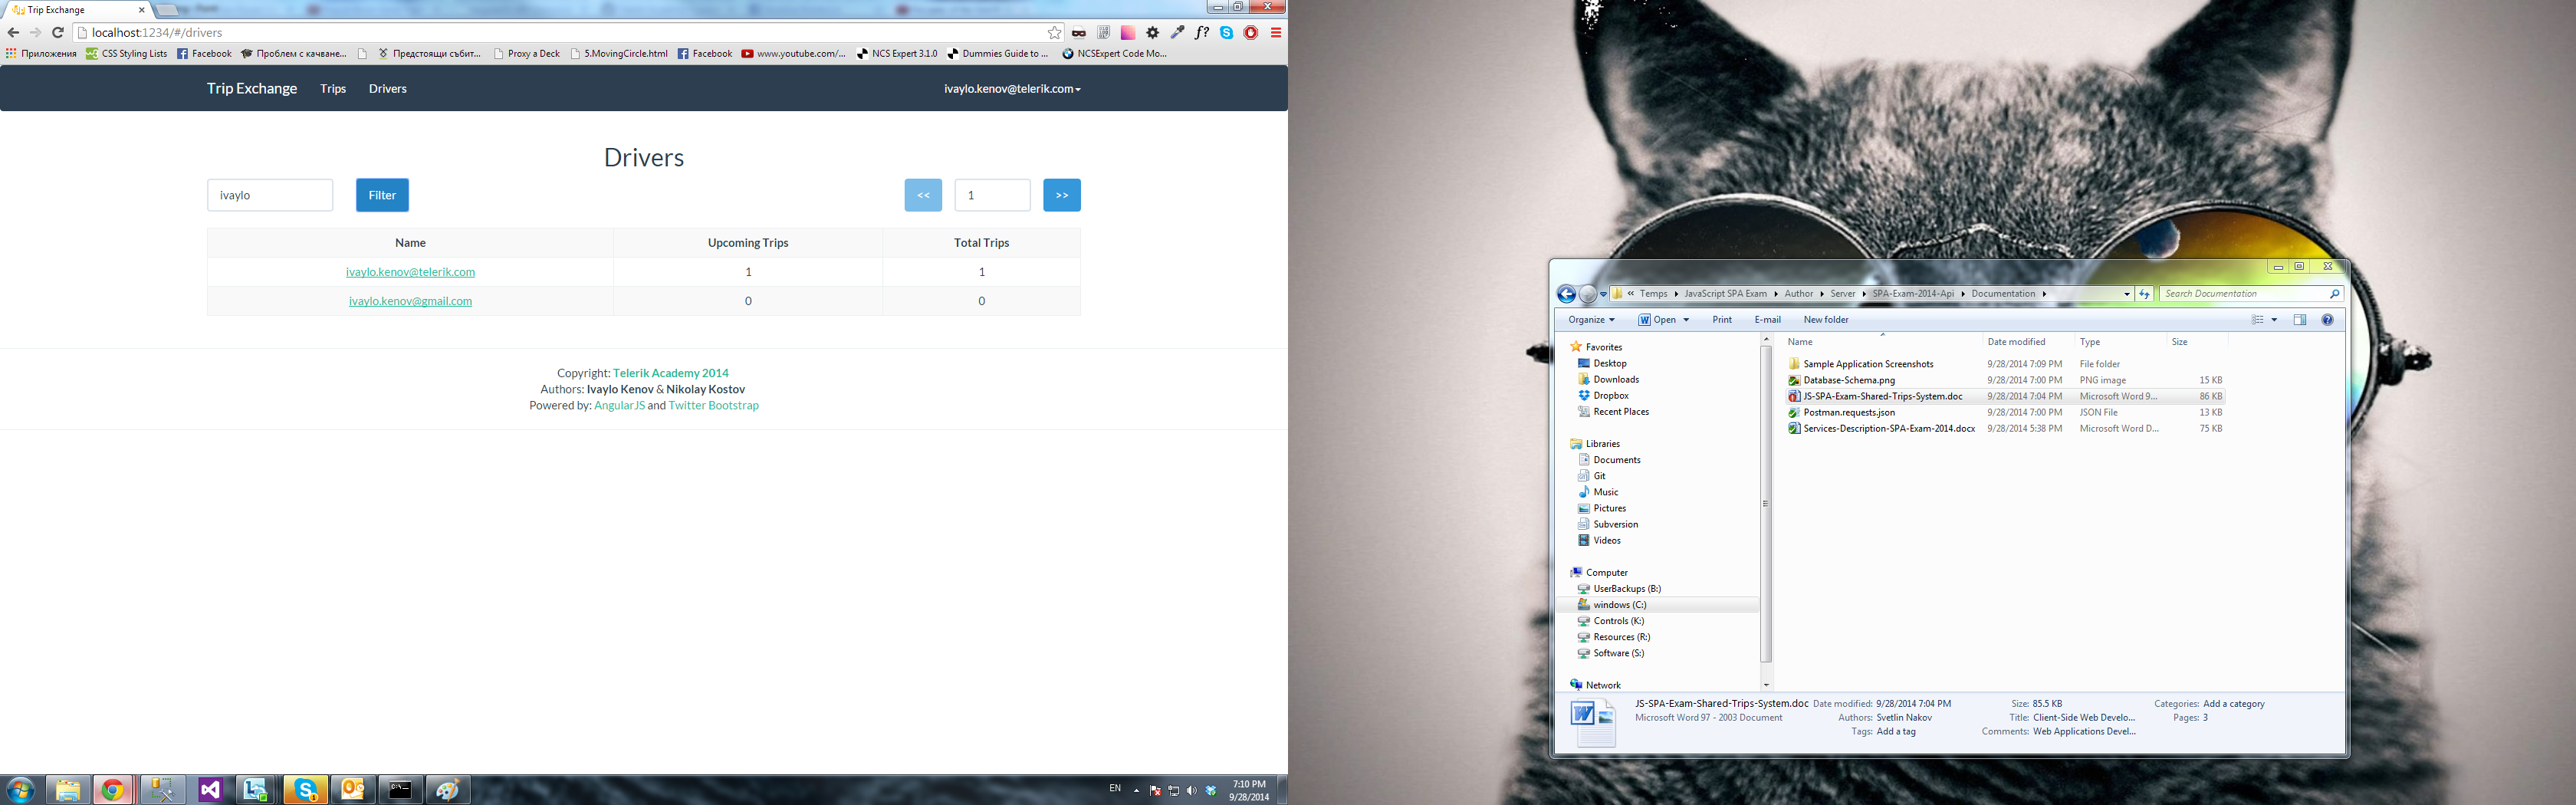 Trip Exchange
localhost:1234/#/drivers
Приложения CSS Styling Lists Facebook Проблем с качване... Предстоящи събит... Proxy a Deck 5.MovingCircle.html Facebook www.youtube.com/... NCS Expert 3.1.0 Dummies Guide to ... NCSExpert Code Mo...
Trip Exchange Trips Drivers ivaylo.kenov@telerik.com
Drivers
ivaylo Filter << 1 >>
Name Upcoming Trips Total Trips
ivaylo.kenov@telerik.com 1 1
ivaylo.kenov@gmail.com 0 0
Copyright: Telerik Academy 2014
Authors: Ivaylo Kenov & Nikolay Kostov
Powered by: AngularJS and Twitter Bootstrap
EN 7:10 PM
9/28/2014
« Temps JavaScript SPA Exam Author Server SPA-Exam-2014-Api Documentation Search Documentation
Organize Open Print E-mail New folder
Favorites
Desktop
Downloads
Dropbox
Recent Places
Libraries
Documents
Git
Music
Pictures
Subversion
Videos
Computer
UserBackups (B:)
windows (C:)
Controls (K:)
Resources (R:)
Software (S:)
Network
Name Date modified Type Size
Sample Application Screenshots 9/28/2014 7:09 PM File folder
Database-Schema.png 9/28/2014 7:00 PM PNG image 15 KB
JS-SPA-Exam-Shared-Trips-System.doc 9/28/2014 7:04 PM Microsoft Word 9... 86 KB
Postman.requests.json 9/28/2014 7:00 PM JSON File 13 KB
Services-Description-SPA-Exam-2014.docx 9/28/2014 5:38 PM Microsoft Word D... 75 KB
JS-SPA-Exam-Shared-Trips-System.doc Date modified: 9/28/2014 7:04 PM Size: 85.5 KB Categories: Add a category
Microsoft Word 97 - 2003 Document Authors: Svetlin Nakov Title: Client-Side Web Develo... Pages: 3
Tags: Add a tag Comments: Web Applications Devel...